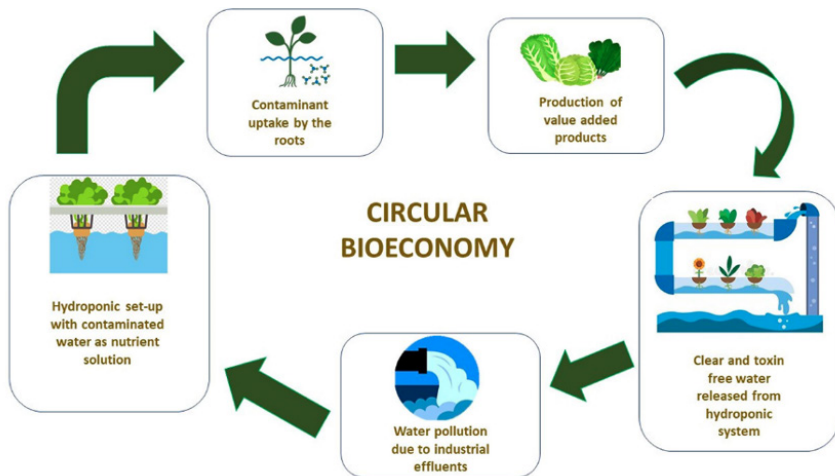 Contaminant
uptake by the
roots
Production of
value added
products
CIRCULAR
BIOECONOMY
Hydroponic set-up
with contaminated
water as nutrient
solution
Clear and toxin
free water
released from
hydroponic
system
Water pollution
due to industrial
effluents